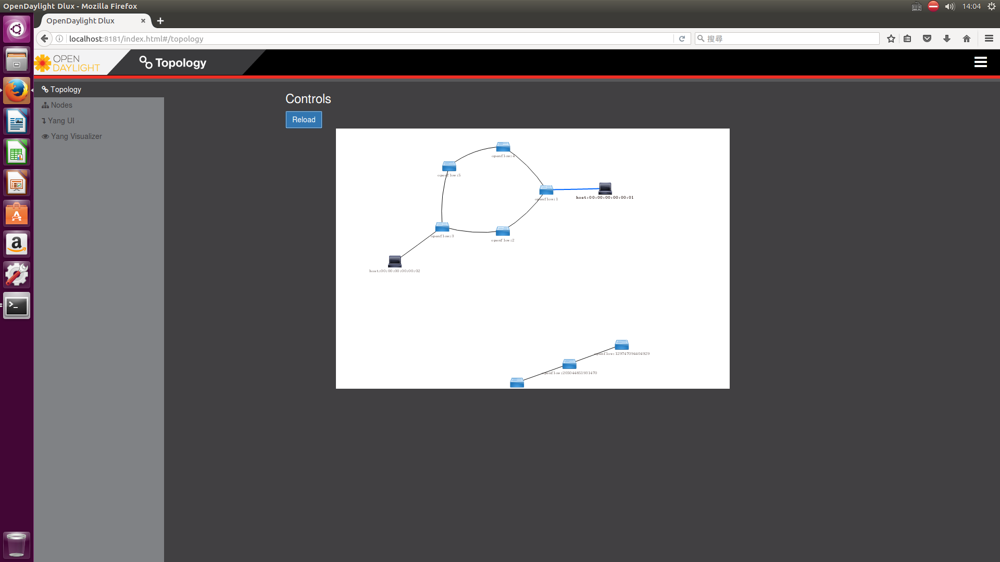 OpenDaylight Dlux - Mozilla Firefox
14:04
OpenDaylight Dlux
localhost:8181/index.html#/topology
搜尋
OPEN
DAYLIGHT
Topology
Topology
Nodes
Yang UI
Yang Visualizer
Controls
Reload
openflow:4
openflow:5
openflow:1
host:00:00:00:00:00:01
openflow:3
openflow:2
host:00:00:00:00:00:02
openflow:129747094404929
openflow:205044851931470